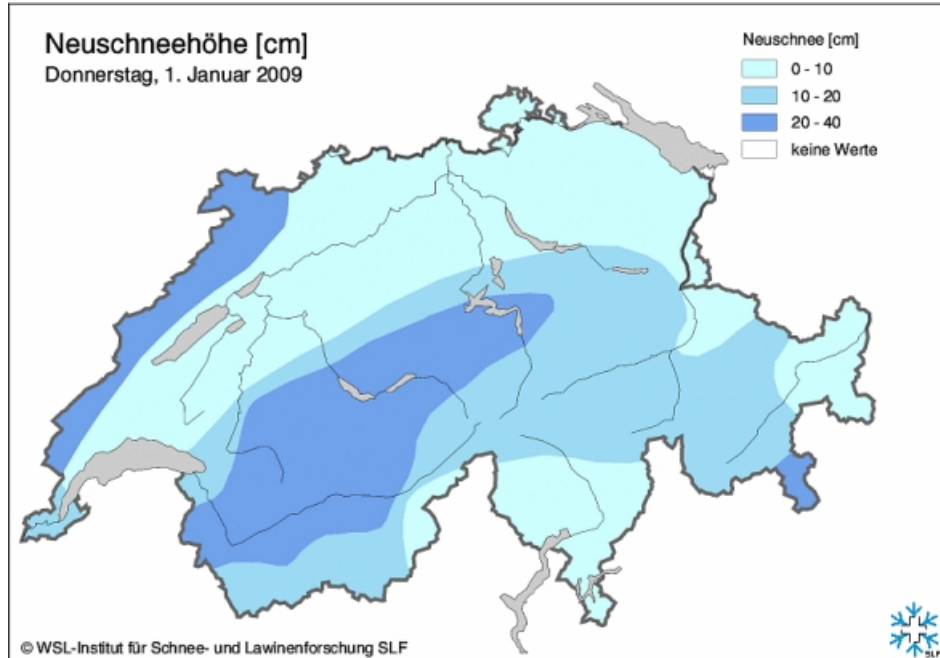 Neuschneehöhe [cm]
Donnerstag, 1. Januar 2009
Neuschnee [cm]
0 - 10
10 - 20
20 - 40
keine Werte
© WSL-Institut für Schnee- und Lawinenforschung SLF
SLF